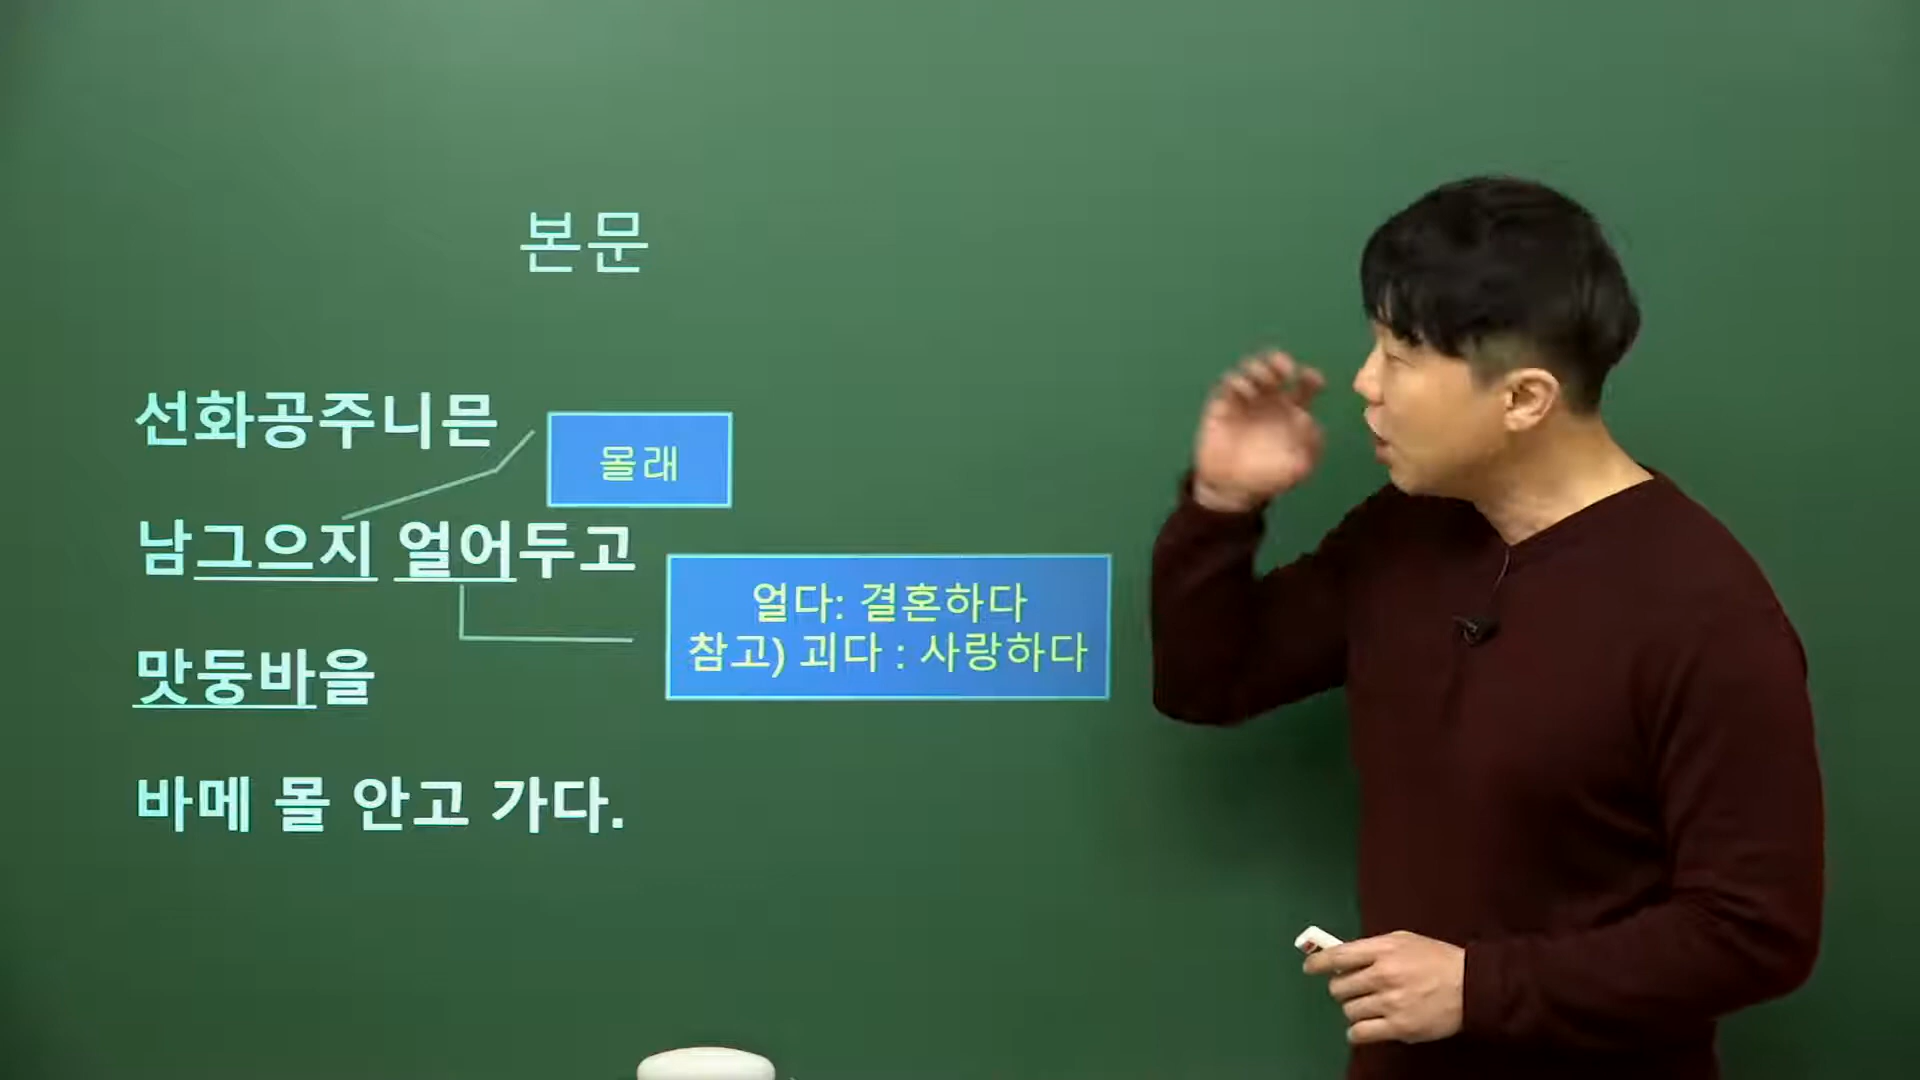 본문
선화공주니믄
몰래
남그으지 얼어두고
얼다: 결혼하다
참고) 괴다 : 사랑하다
맛둥바을
바메 몰 안고 가다.